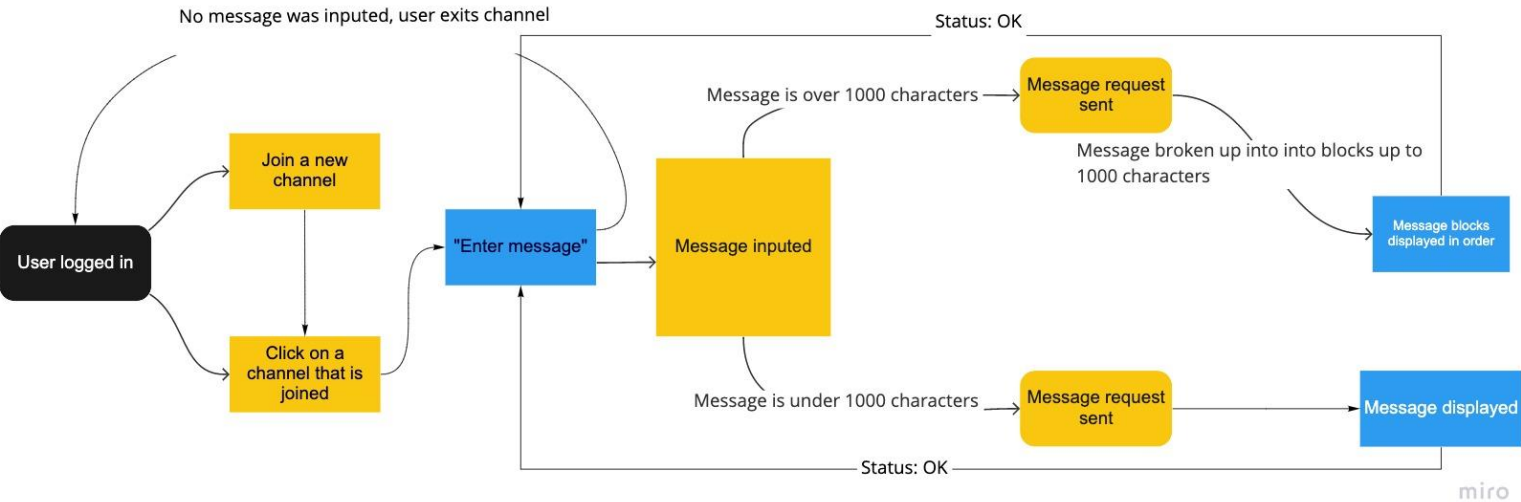 No message was inputed, user exits channel
Status: OK
Message is over 1000 characters
Message request
sent
Message broken up into into blocks up to
1000 characters
Join a new
channel
User logged in
"Enter message"
Message inputed
Message blocks
displayed in order
Click on a
channel that is
joined
Message is under 1000 characters
Message request
sent
Message displayed
Status: OK
miro